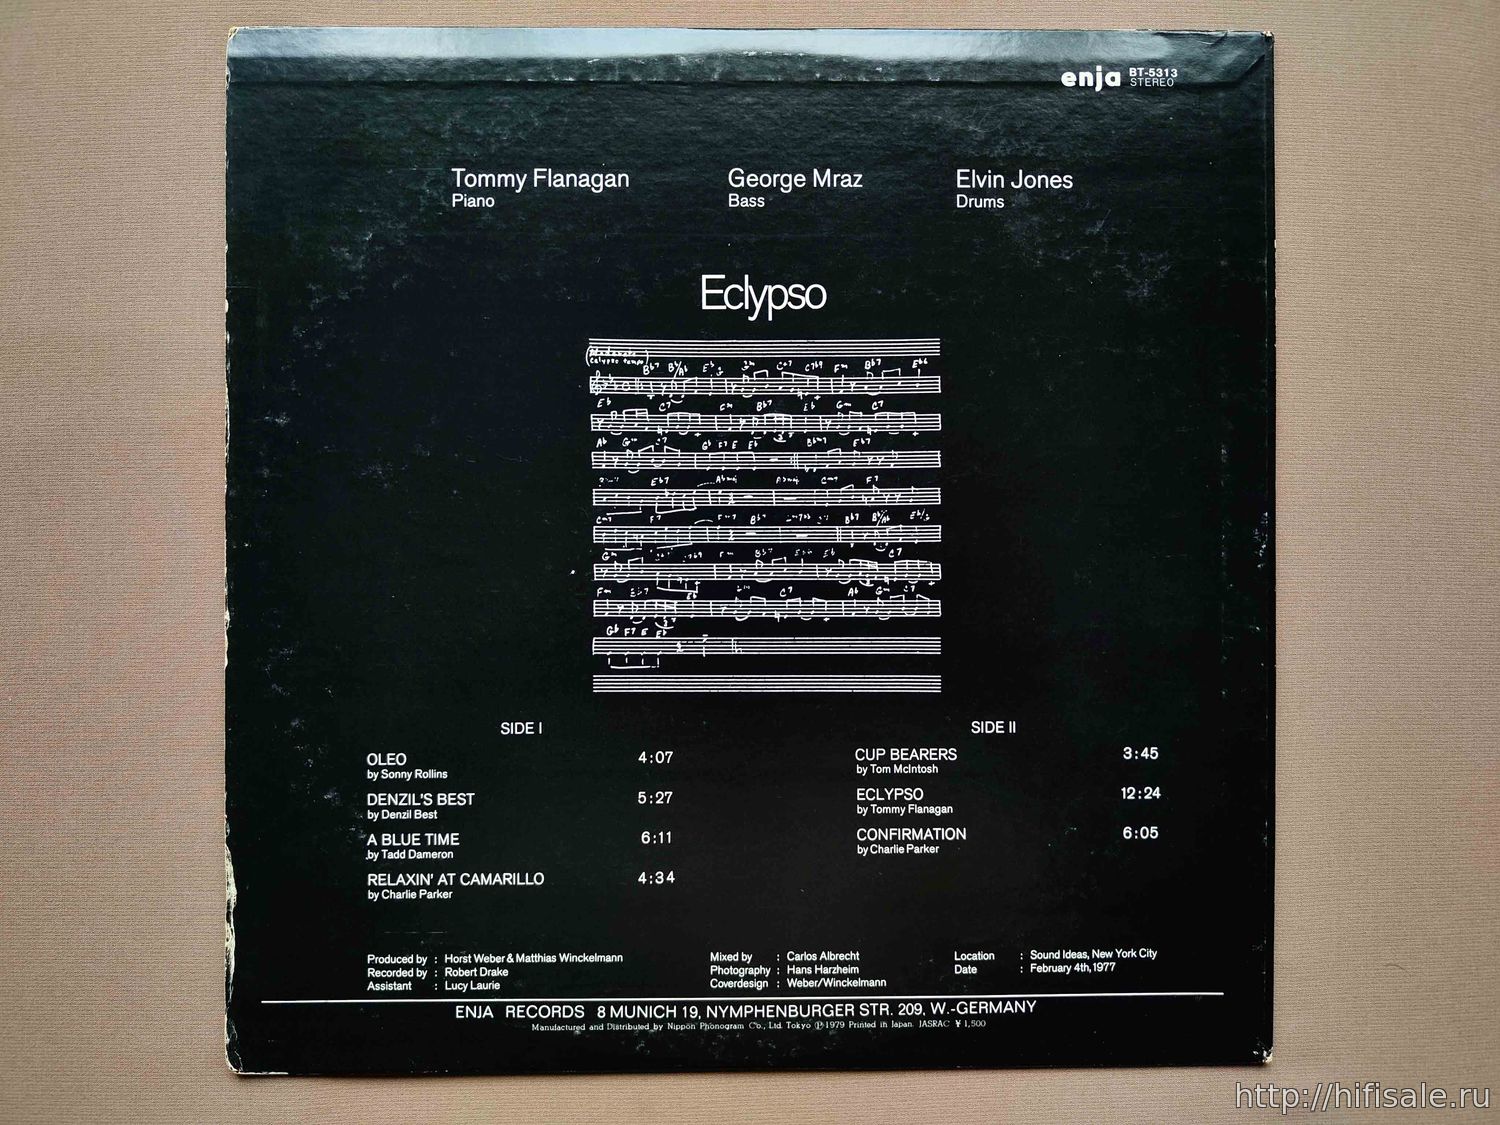 enja BT-5313
STEREO
Tommy Flanagan
Piano
George Mraz
Bass
Elvin Jones
Drums
Eclypso
calypso tempo
SIDE I
OLEO 4:07
by Sonny Rollins
DENZIL'S BEST 5:27
by Denzil Best
A BLUE TIME 6:11
by Tadd Dameron
RELAXIN' AT CAMARILLO 4:34
by Charlie Parker
SIDE II
CUP BEARERS 3:45
by Tom McIntosh
ECLYPSO 12:24
by Tommy Flanagan
CONFIRMATION 6:05
by Charlie Parker
Produced by : Horst Weber & Matthias Winckelmann
Recorded by : Robert Drake
Assistant : Lucy Laurie
Mixed by : Carlos Albrecht
Photography : Hans Harzheim
Coverdesign : Weber/Winckelmann
Location : Sound Ideas, New York City
Date : February 4th, 1977
ENJA RECORDS 8 MUNICH 19, NYMPHENBURGER STR. 209, W.-GERMANY
Manufactured and Distributed by Nippon Phonogram Co., Ltd. Tokyo ℗ 1979 Printed in Japan. JASRAC ¥ 1,500
http://hifisale.ru